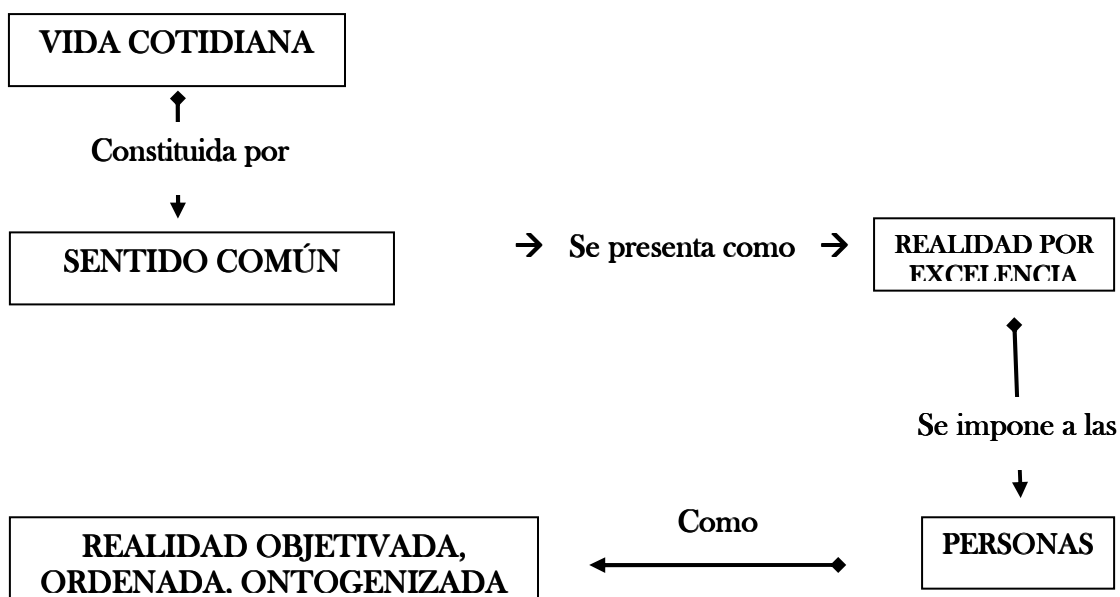 VIDA COTIDIANA
Constituida por
SENTIDO COMÚN
Se presenta como
REALIDAD POR
EXCELENCIA
Se impone a las
PERSONAS
Como
REALIDAD OBJETIVADA,
ORDENADA, ONTOGENIZADA